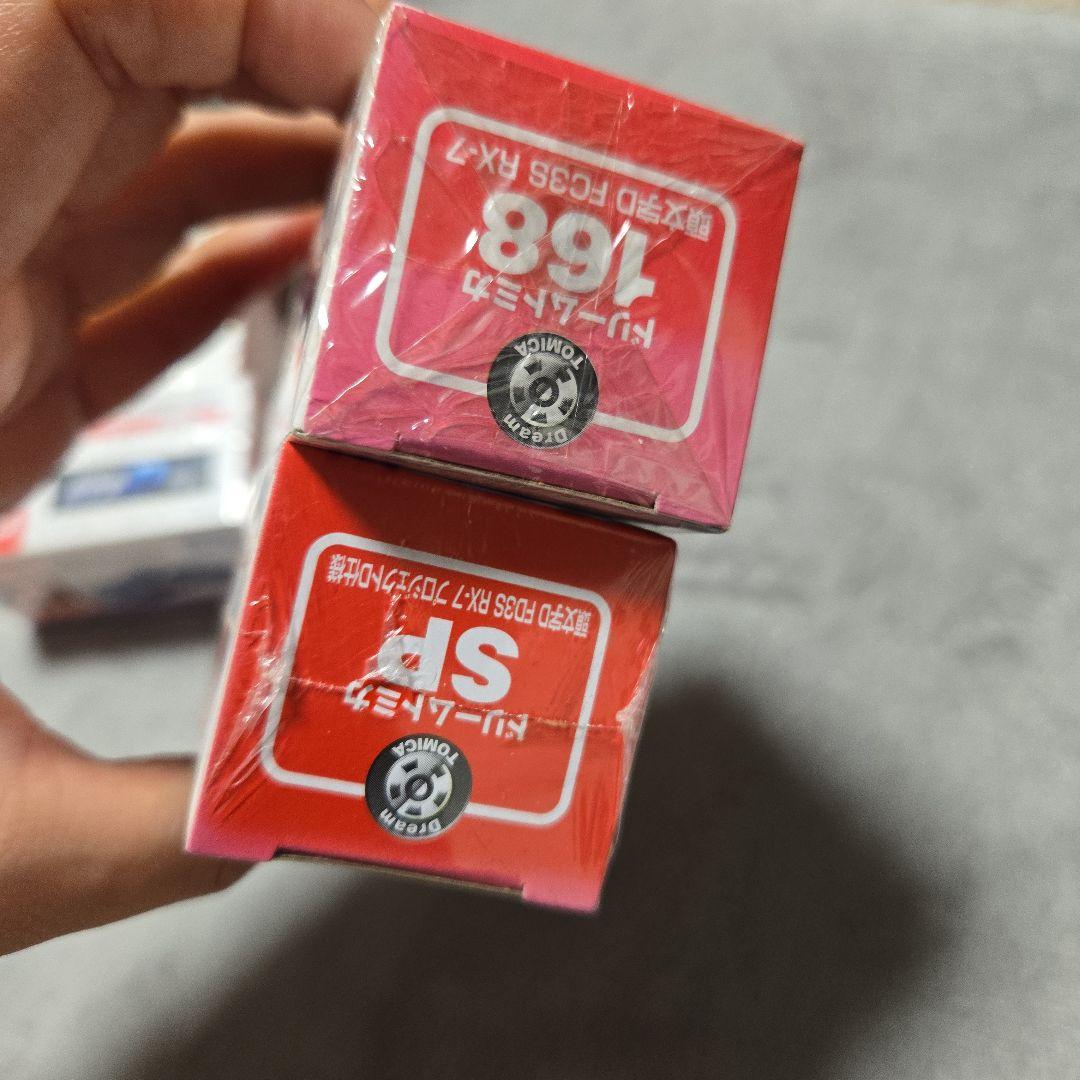 Dream TOMICA
ドリームトミカ
168
頭文字D FC3S RX-7
Dream TOMICA
ドリームトミカ
SP
頭文字D FD3S RX-7 プロジェクトD仕様